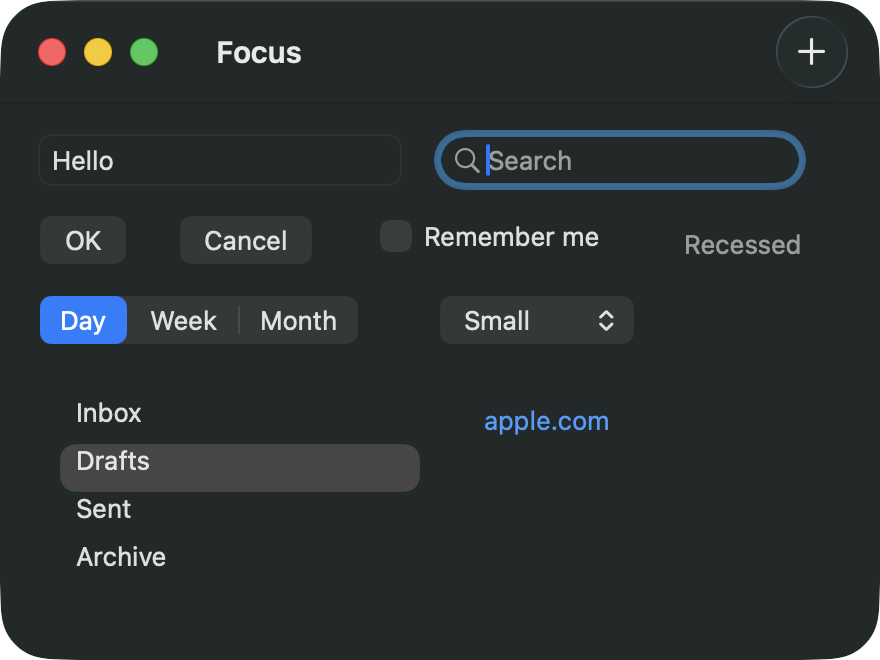 Focus
Hello
Search
OK
Cancel
Remember me
Recessed
Day
Week
Month
Small
Inbox
apple.com
Drafts
Sent
Archive